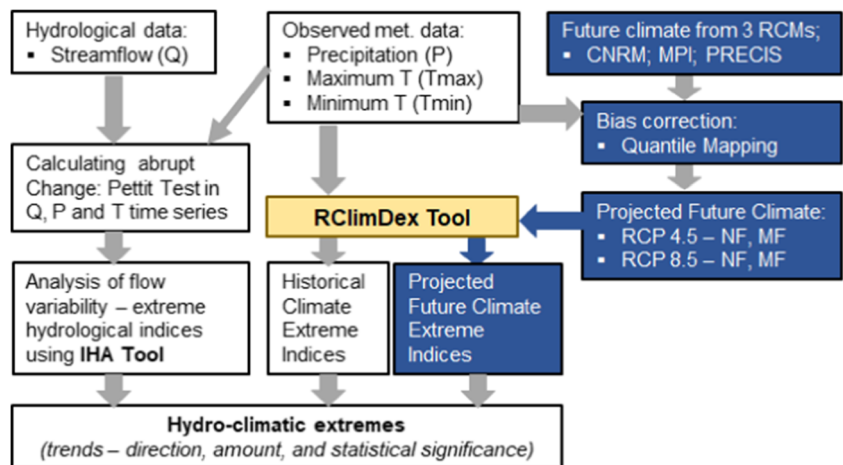 Hydrological data:
▪ Streamflow (Q)
Observed met. data:
▪ Precipitation (P)
▪ Maximum T (Tmax)
▪ Minimum T (Tmin)
Future climate from 3 RCMs;
▪ CNRM; MPI; PRECIS
Bias correction:
▪ Quantile Mapping
Calculating abrupt
Change: Pettit Test in
Q, P and T time series
RClimDex Tool
Projected Future Climate:
▪ RCP 4.5 – NF, MF
▪ RCP 8.5 – NF, MF
Analysis of flow
variability – extreme
hydrological indices
using IHA Tool
Historical
Climate
Extreme
Indices
Projected
Future Climate
Extreme
Indices
Hydro-climatic extremes
(trends – direction, amount, and statistical significance)